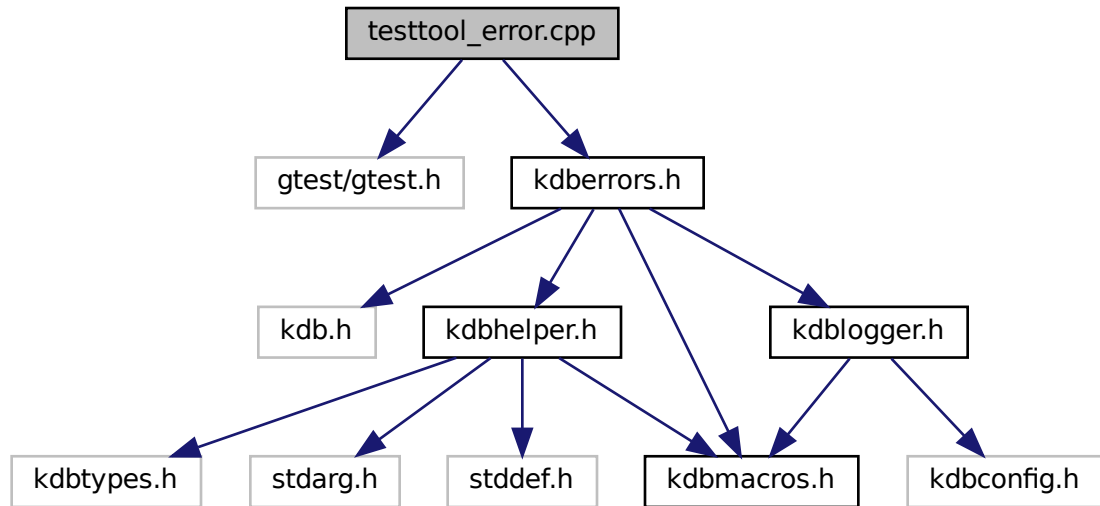 testtool_error.cpp
gtest/gtest.h
kdberrors.h
kdb.h
kdbhelper.h
kdblogger.h
kdbtypes.h
stdarg.h
stddef.h
kdbmacros.h
kdbconfig.h